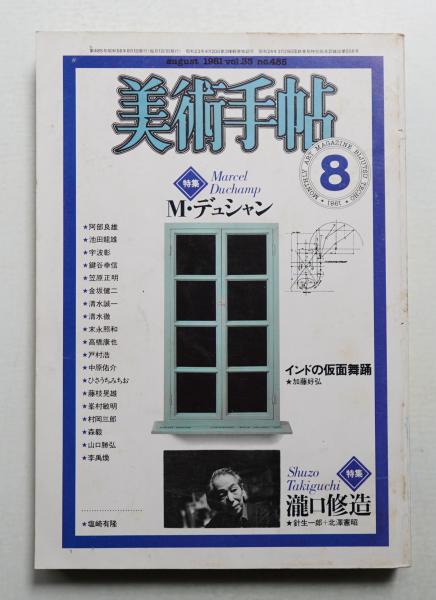 august 1981 vol.33 no.485
美術手帖
MONTHLY ART MAGAZINE BIJUTSU TECHO
8
1981
特集
Marcel
Duchamp
M・デュシャン
★阿部良雄
★池田龍雄
★宇波彰
★鍵谷幸信
★笠原正明
★金坂健二
★清水誠一
★清水徹
★末永照和
★高橋康也
★戸村浩
★中原佑介
★ひさうちみちお
★藤枝晃雄
★峯村敏明
★村岡三郎
★森毅
★山口勝弘
★李禹煥
★塩崎有隆
インドの仮面舞踊
★加藤好弘
Shuzo
Takiguchi
特集
瀧口修造
★針生一郎+北澤憲昭